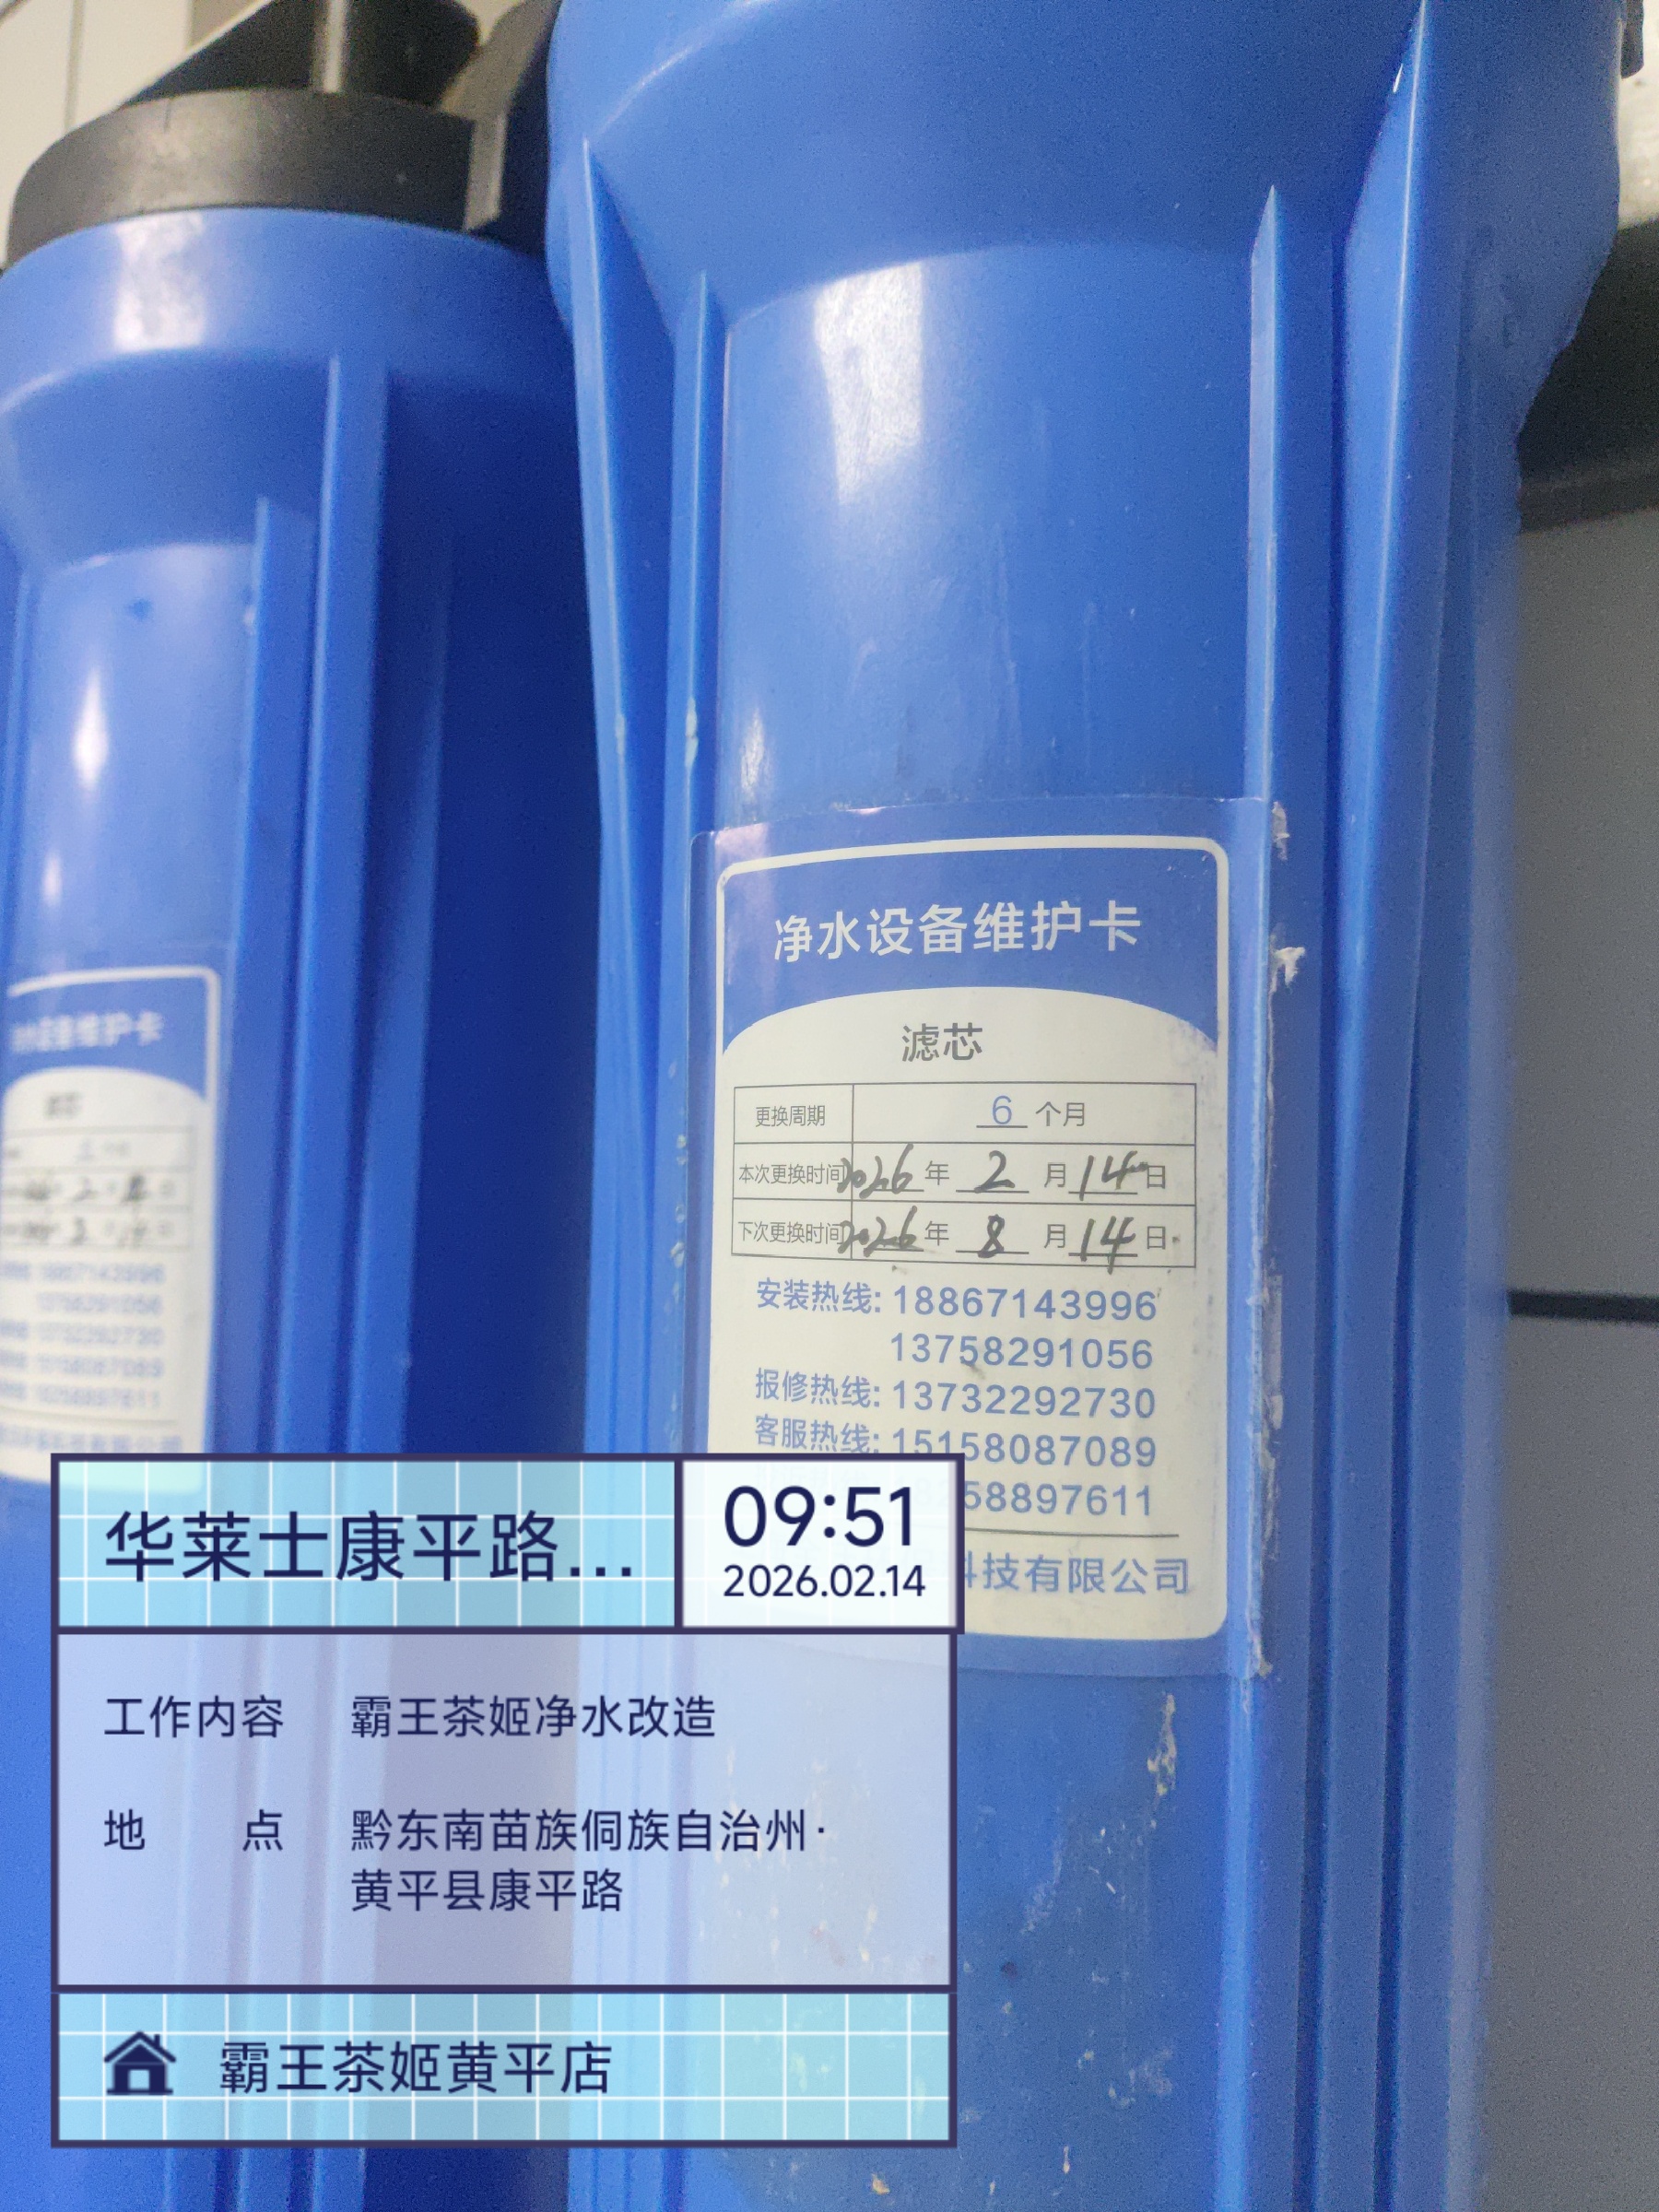 净水设备维护卡
滤芯
更换周期 6 个月
本次更换时间 2026 年 2 月 14 日
下次更换时间 2026 年 8 月 14 日
安装热线: 18867143996
13758291056
报修热线: 13732292730
客服热线: 15158087089
58897611
科技有限公司
维护卡
华莱士康平路...
09:51
2026.02.14
工作内容 霸王茶姬净水改造
地 点 黔东南苗族侗族自治州·
黄平县康平路
霸王茶姬黄平店